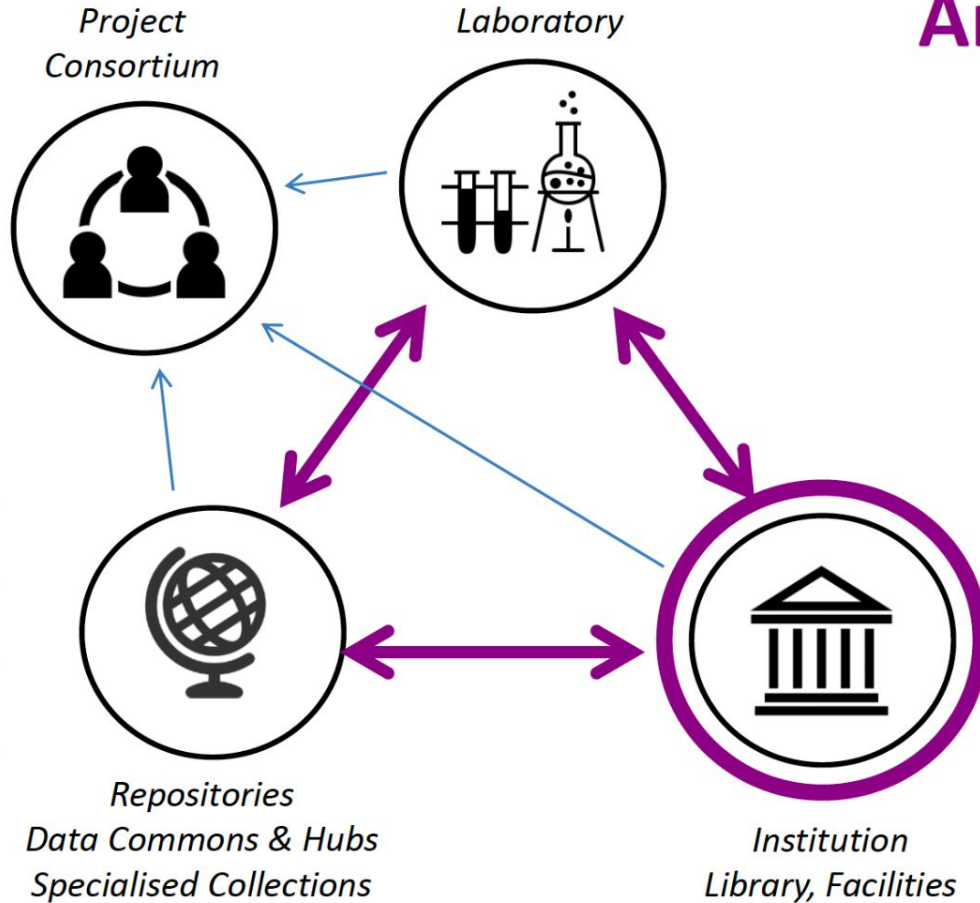 Project
Consortium
Laboratory
Repositories
Data Commons & Hubs
Specialised Collections
Institution
Library, Facilities